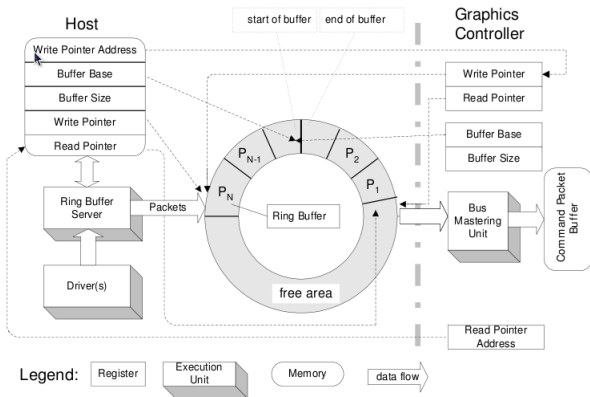 Host
start of buffer
end of buffer
Graphics
Controller
Write Pointer Address
Buffer Base
Buffer Size
Write Pointer
Read Pointer
Write Pointer
Read Pointer
Buffer Base
Buffer Size
P N-1
P 2
P N
P 1
Ring Buffer
Server
Packets
Ring Buffer
Bus
Mastering
Unit
Command Packet
Buffer
Driver(s)
free area
Read Pointer
Address
Legend:
Register
Execution
Unit
Memory
data flow